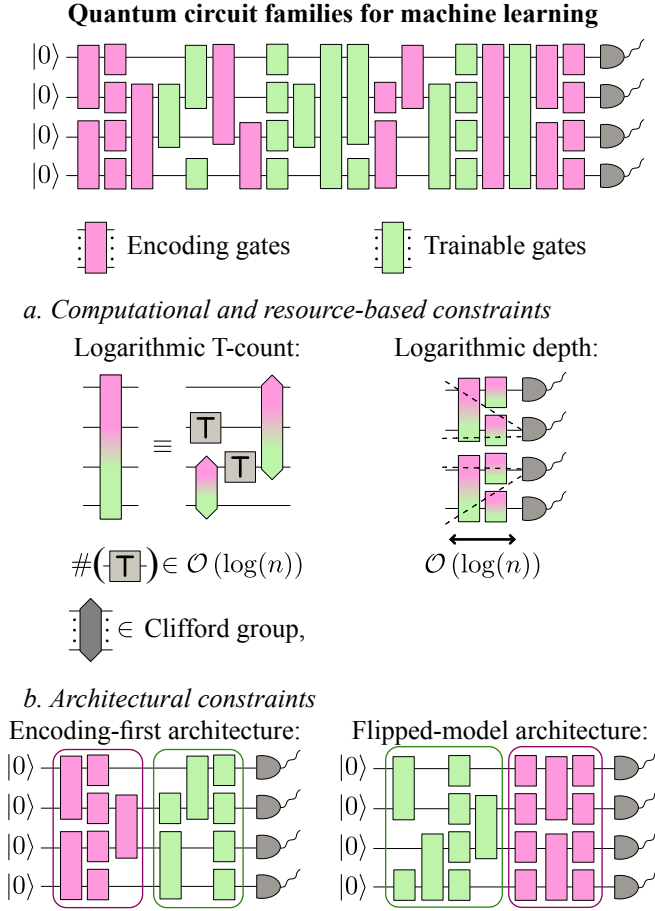 Quantum circuit families for machine learning
|0⟩
|0⟩
|0⟩
|0⟩
Encoding gates
Trainable gates
a. Computational and resource-based constraints
Logarithmic T-count:
Logarithmic depth:
≡
T
T
#(T) ∈ O (log(n))
O (log(n))
∈ Clifford group,
b. Architectural constraints
Encoding-first architecture:
Flipped-model architecture:
|0⟩
|0⟩
|0⟩
|0⟩
|0⟩
|0⟩
|0⟩
|0⟩